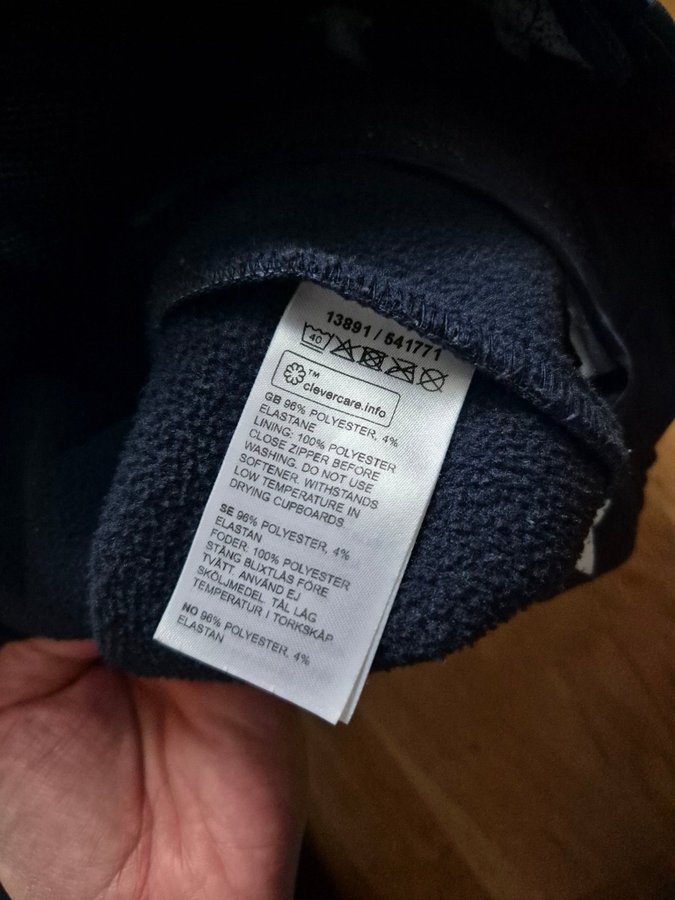 13891 / 541771
40
™
clevercare.info
GB 96% POLYESTER, 4%
ELASTANE
LINING: 100% POLYESTER
CLOSE ZIPPER BEFORE
WASHING. DO NOT USE
SOFTENER. WITHSTANDS
LOW TEMPERATURE IN
DRYING CUPBOARDS.
SE 96% POLYESTER, 4%
ELASTAN
FODER: 100% POLYESTER
STÄNG BLIXTLÅS FÖRE
TVÄTT. ANVÄND EJ
SKÖLJMEDEL. TÅL LÅG
TEMPERATUR I TORKSKÅP.
NO 96% POLYESTER, 4%
ELASTAN